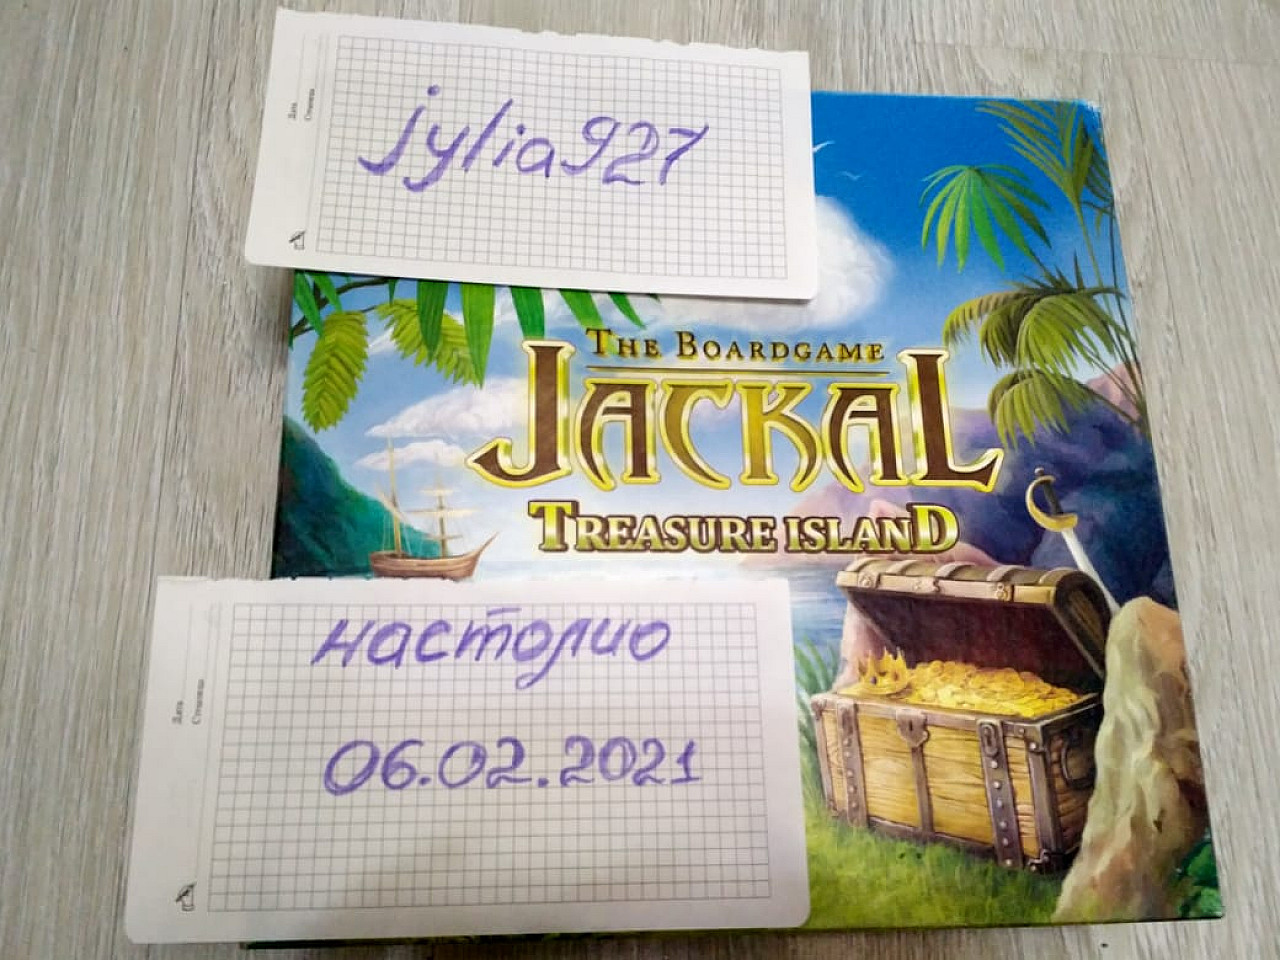 jylia927
THE BOARDGAME
JACKAL
TREASURE ISLAND
настолио
06.02.2021